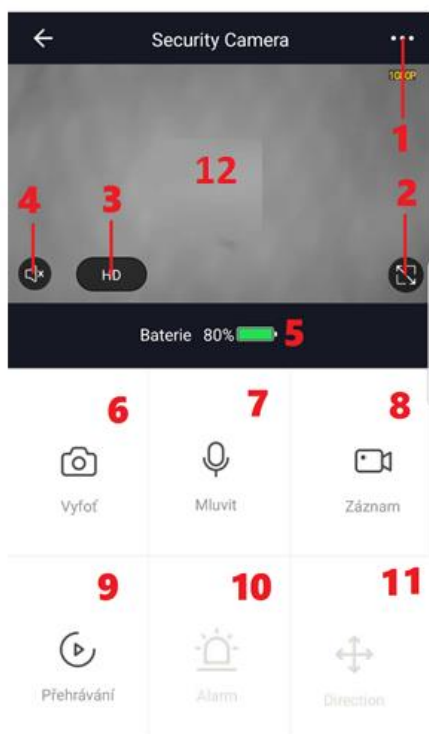 Security Camera
1080P
1
12
4
3
2
HD
Baterie 80% 5
6
7
8
Vyfoť
Mluvit
Záznam
9
10
11
Přehrávání
Alarm
Direction